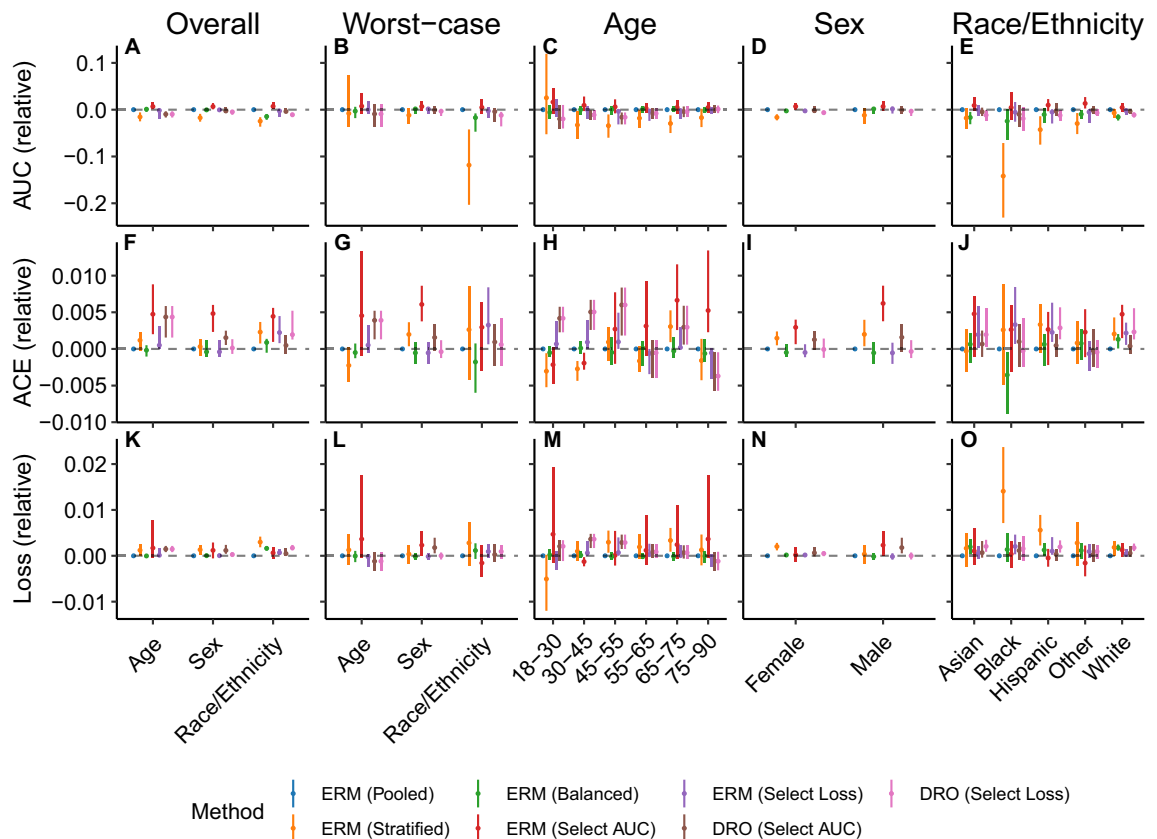 Overall Worst−case Age Sex Race/Ethnicity
A B C D E
0.1
0.0
−0.1
−0.2
AUC (relative)
F G H I J
0.010
0.005
0.000
−0.005
−0.010
ACE (relative)
K L M N O
0.02
0.01
0.00
−0.01
Loss (relative)
Age Sex Race/Ethnicity Age Sex Race/Ethnicity 18−30 30−45 45−55 55−65 65−75 75−90 Female Male Asian Black Hispanic Other White
Method
ERM (Pooled) ERM (Balanced) ERM (Select Loss) DRO (Select Loss)
ERM (Stratified) ERM (Select AUC) DRO (Select AUC)